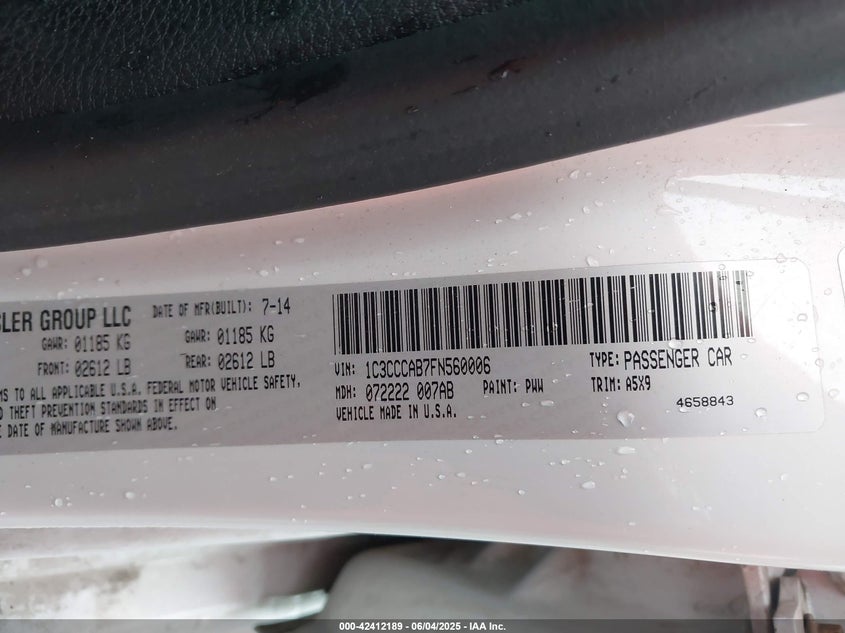 SLER GROUP LLC
DATE OF MFR(BUILT): 7-14
GAWR: 01185 KG
GAWR: 01185 KG
FRONT: 02612 LB
REAR: 02612 LB
MS TO ALL APPLICABLE U.S.A. FEDERAL MOTOR VEHICLE SAFETY,
D THEFT PREVENTION STANDARDS IN EFFECT ON
E DATE OF MANUFACTURE SHOWN ABOVE.
VIN: 1C3CCCAB7FN560006
TYPE: PASSENGER CAR
MDH: 072222 007AB
PAINT: PWW
TRIM: A5X9
VEHICLE MADE IN U.S.A.
4658843
000-42412189 - 06/04/2025 - IAA Inc.